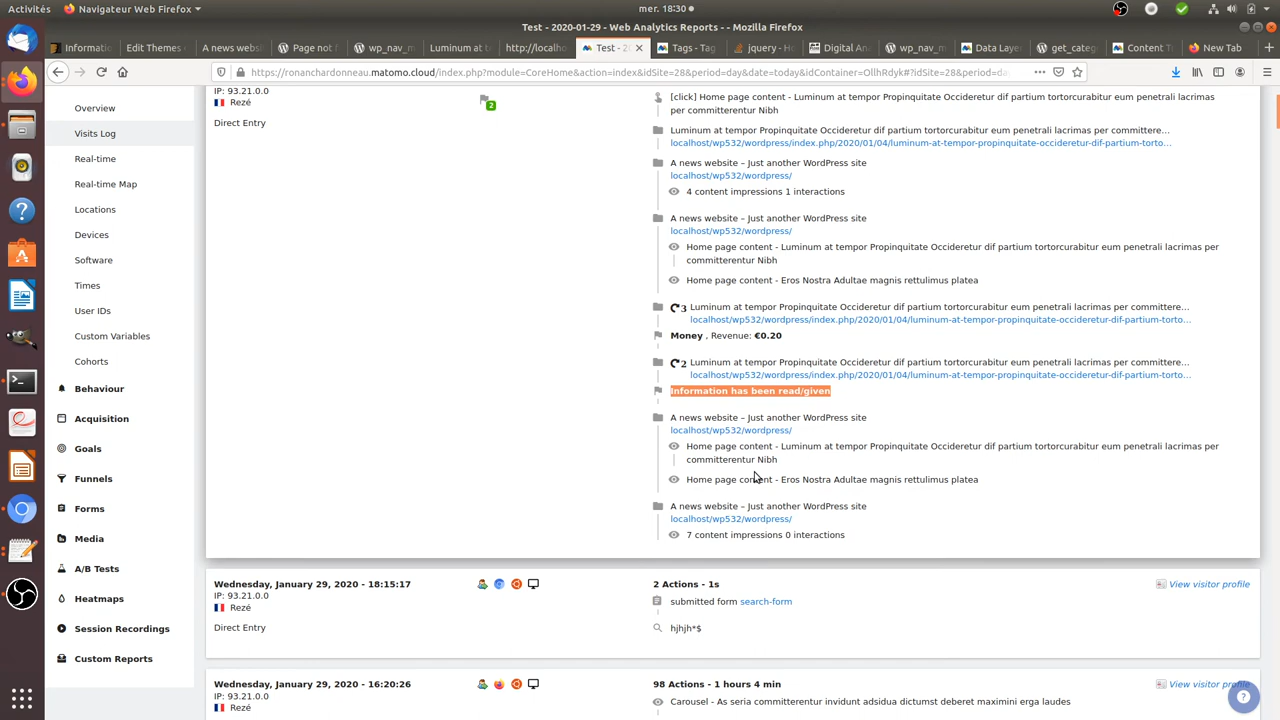 Activités
Navigateur Web Firefox
mer. 18:30
Test - 2020-01-29 - Web Analytics Reports - Mozilla Firefox
Informatio
Edit Themes
A news webs
Page not f
wp_nav_m
Luminum at t
http://localho
Test - 20
Tags - Tag
jquery - H
Digital An
wp_nav_m
Data Layer
get_categ
Content T
New Tab
https://ronanchardonneau.matomo.cloud/index.php?module=CoreHome&action=index&idSite=28&period=day&date=today&idContainer=OllhRdyk#?idSite=28&period=d
Overview
Visits Log
Real-time
Real-time Map
Locations
Devices
Software
Times
User IDs
Custom Variables
Cohorts
Behaviour
Acquisition
Goals
Funnels
Forms
Media
A/B Tests
Heatmaps
Session Recordings
Custom Reports
IP: 93.21.0.0
Rezé
Direct Entry
2
[click] Home page content - Luminum at tempor Propinquitate Occideretur dif partium tortorcurabitur eum penetrali lacrimas
per committerentur Nibh
Luminum at tempor Propinquitate Occideretur dif partium tortorcurabitur eum penetrali lacrimas per committere...
localhost/wp532/wordpress/index.php/2020/01/04/luminum-at-tempor-propinquitate-occideretur-dif-partium-torto...
A news website – Just another WordPress site
localhost/wp532/wordpress/
4 content impressions 1 interactions
A news website – Just another WordPress site
localhost/wp532/wordpress/
Home page content - Luminum at tempor Propinquitate Occideretur dif partium tortorcurabitur eum penetrali lacrimas per
committerentur Nibh
Home page content - Eros Nostra Adultae magnis rettulimus platea
3 Luminum at tempor Propinquitate Occideretur dif partium tortorcurabitur eum penetrali lacrimas per committere...
localhost/wp532/wordpress/index.php/2020/01/04/luminum-at-tempor-propinquitate-occideretur-dif-partium-torto...
Money , Revenue: €0.20
2 Luminum at tempor Propinquitate Occideretur dif partium tortorcurabitur eum penetrali lacrimas per committere...
localhost/wp532/wordpress/index.php/2020/01/04/luminum-at-tempor-propinquitate-occideretur-dif-partium-torto...
Information has been read/given
A news website – Just another WordPress site
localhost/wp532/wordpress/
Home page content - Luminum at tempor Propinquitate Occideretur dif partium tortorcurabitur eum penetrali lacrimas per
committerentur Nibh
Home page content - Eros Nostra Adultae magnis rettulimus platea
A news website – Just another WordPress site
localhost/wp532/wordpress/
7 content impressions 0 interactions
Wednesday, January 29, 2020 - 18:15:17
IP: 93.21.0.0
Rezé
Direct Entry
2 Actions - 1s
View visitor profile
submitted form search-form
hjhjh*$
Wednesday, January 29, 2020 - 16:20:26
IP: 93.21.0.0
Rezé
98 Actions - 1 hours 4 min
View visitor profile
Carousel - As seria committerentur invidunt adsidua dictumst deberet maximini erga laudes